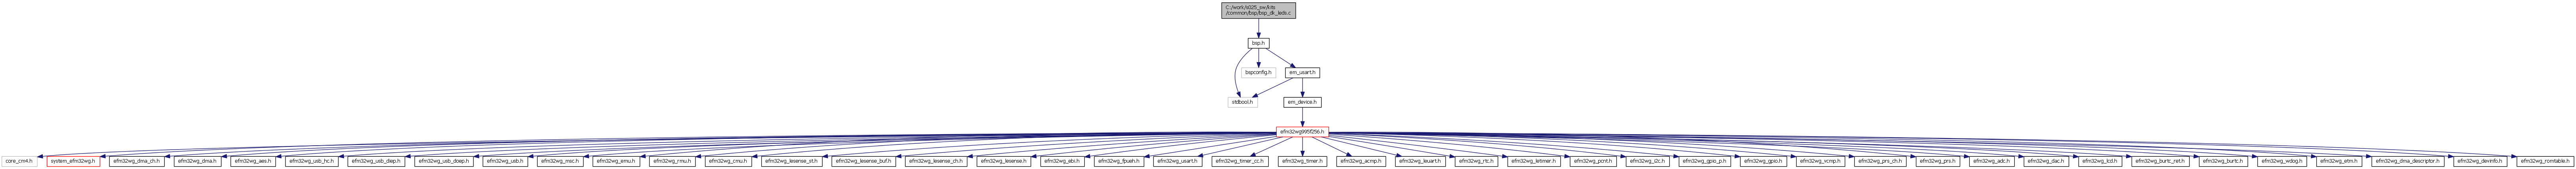 C:/work/s025_sw/kits
/common/bsp/bsp_dk_leds.c
bsp.h
bspconfig.h
em_usart.h
stdbool.h
em_device.h
efm32wg995f256.h
core_cm4.h
system_efm32wg.h
efm32wg_dma_ch.h
efm32wg_dma.h
efm32wg_aes.h
efm32wg_usb_hc.h
efm32wg_usb_diep.h
efm32wg_usb_doep.h
efm32wg_usb.h
efm32wg_msc.h
efm32wg_emu.h
efm32wg_rmu.h
efm32wg_cmu.h
efm32wg_lesense_st.h
efm32wg_lesense_buf.h
efm32wg_lesense_ch.h
efm32wg_lesense.h
efm32wg_ebi.h
efm32wg_fpueh.h
efm32wg_usart.h
efm32wg_timer_cc.h
efm32wg_timer.h
efm32wg_acmp.h
efm32wg_leuart.h
efm32wg_rtc.h
efm32wg_letimer.h
efm32wg_pcnt.h
efm32wg_i2c.h
efm32wg_gpio_p.h
efm32wg_gpio.h
efm32wg_vcmp.h
efm32wg_prs_ch.h
efm32wg_prs.h
efm32wg_adc.h
efm32wg_dac.h
efm32wg_lcd.h
efm32wg_burtc_ret.h
efm32wg_burtc.h
efm32wg_wdog.h
efm32wg_etm.h
efm32wg_dma_descriptor.h
efm32wg_devinfo.h
efm32wg_romtable.h